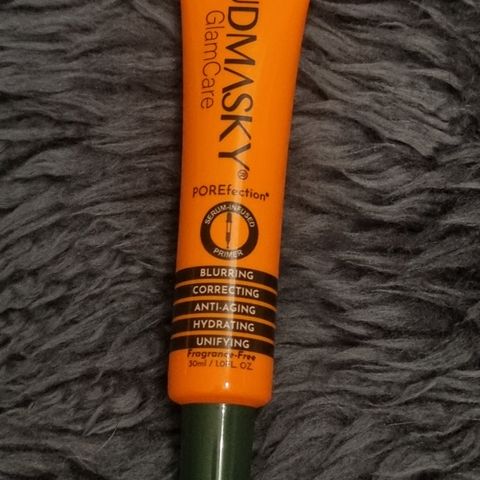 UDMASKY®
GlamCare
POREfection®
SERUM-INFUSED
PRIMER
BLURRING
CORRECTING
ANTI-AGING
HYDRATING
UNIFYING
Fragrance-Free
30ml / 1.0FL. OZ.